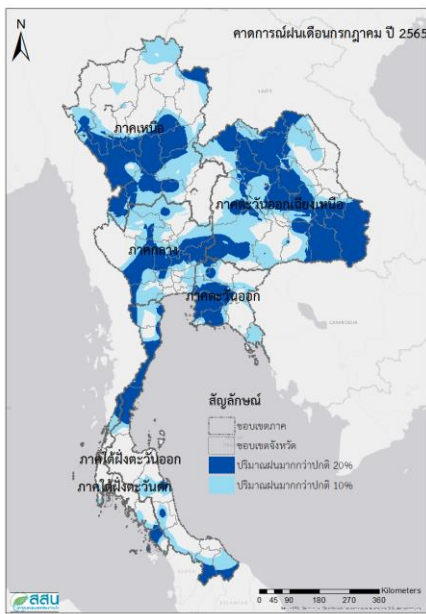 คาดการณ์ฝนเดือนกรกฎาคม ปี 2565
N
ภาคเหนือ
ภาคตะวันออกเฉียงเหนือ
ภาคกลาง
ภาคตะวันออก
CAMBODIA
ภาคใต้ฝั่งตะวันออก
ภาคใต้ฝั่งตะวันตก
สัญลักษณ์
ขอบเขตภาค
ขอบเขตจังหวัด
ปริมาณฝนมากกว่าปกติ 20%
ปริมาณฝนมากกว่าปกติ 10%
สสน
Kilometers
0 45 90 180 270 360